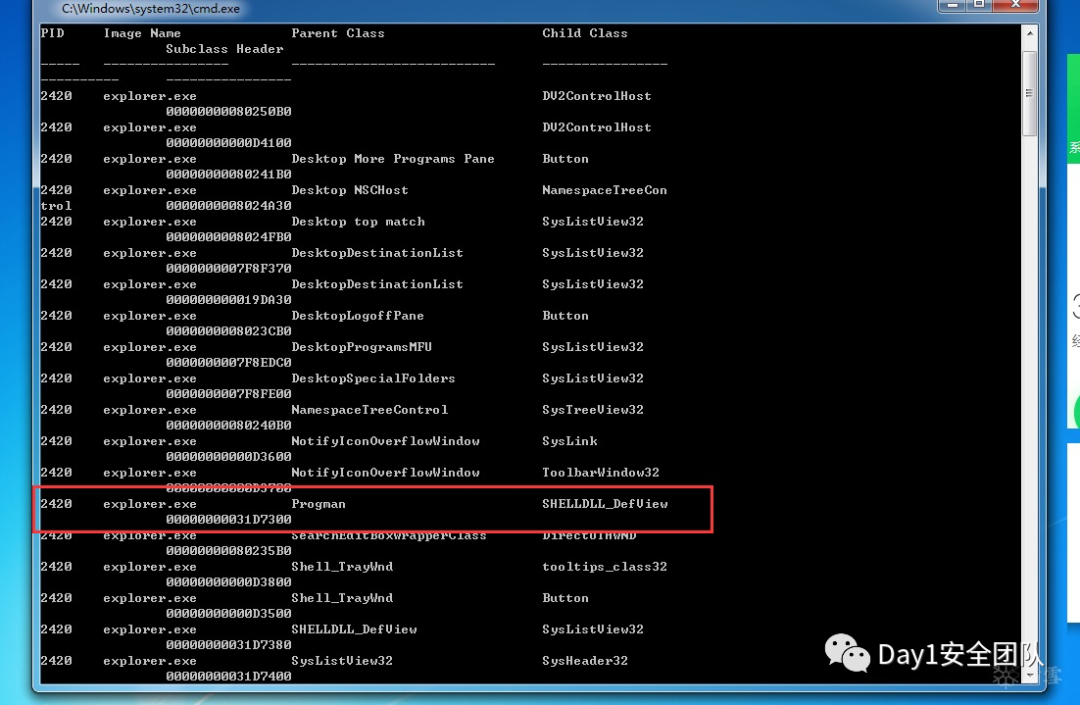 C:\Windows\system32\cmd.exe
PID Image Name Parent Class Child Class
Subclass Header
----- ---------------- -------------------------- ----------------
---------- ----------------
2420 explorer.exe DV2ControlHost
00000000080250B0
2420 explorer.exe DV2ControlHost
00000000000D4100
2420 explorer.exe Desktop More Programs Pane Button
00000000080241B0
2420 explorer.exe Desktop NSCHost NamespaceTreeCon
trol 0000000008024A30
2420 explorer.exe Desktop top match SysListView32
0000000008024FB0
2420 explorer.exe DesktopDestinationList SysListView32
0000000007F8F370
2420 explorer.exe DesktopDestinationList SysListView32
000000000019DA30
2420 explorer.exe DesktopLogoffPane Button
0000000008023CB0
2420 explorer.exe DesktopProgramsMFU SysListView32
0000000007F8EDC0
2420 explorer.exe DesktopSpecialFolders SysListView32
0000000007F8FE00
2420 explorer.exe NamespaceTreeControl SysTreeView32
00000000080240B0
2420 explorer.exe NotifyIconOverflowWindow SysLink
00000000000D3600
2420 explorer.exe NotifyIconOverflowWindow ToolbarWindow32
00000000000D3700
2420 explorer.exe Progman SHELLDLL_DefView
00000000031D7300
2420 explorer.exe SearchEditBoxWrapperClass DirectUIHWND
00000000080235B0
2420 explorer.exe Shell_TrayWnd tooltips_class32
00000000000D3800
2420 explorer.exe Shell_TrayWnd Button
00000000000D3500
2420 explorer.exe SHELLDLL_DefView SysListView32
00000000031D7380
2420 explorer.exe SysListView32 SysHeader32
00000000031D7400
Day1安全团队
系